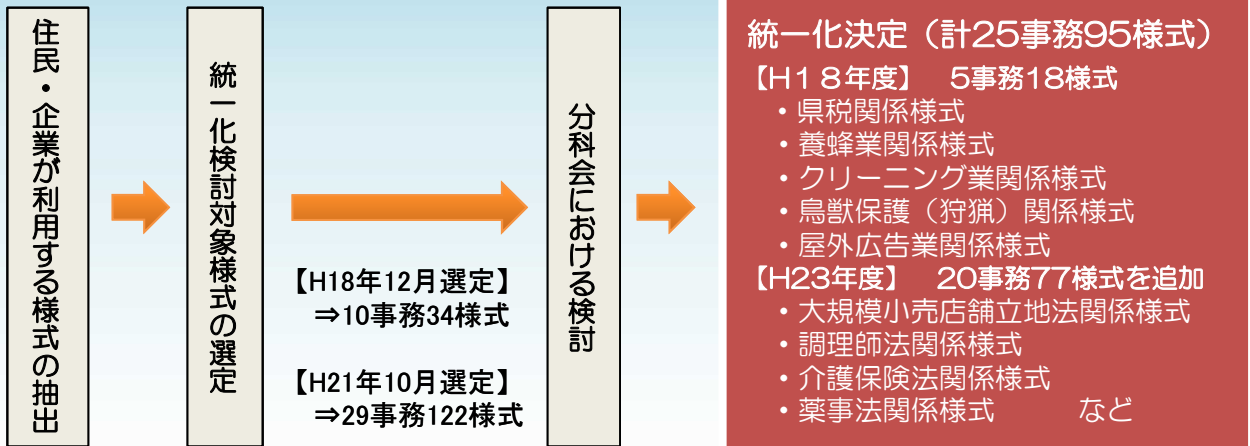 住民・企業が利用する様式の抽出
統一化検討対象様式の選定
【H18年12月選定】
⇒10事務34様式
【H21年10月選定】
⇒29事務122様式
分科会における検討
統一化決定（計25事務95様式）
【H１８年度】　5事務18様式
・県税関係様式
・養蜂業関係様式
・クリーニング業関係様式
・鳥獣保護（狩猟）関係様式
・屋外広告業関係様式
【H23年度】　20事務77様式を追加
・大規模小売店舗立地法関係様式
・調理師法関係様式
・介護保険法関係様式
・薬事法関係様式　　　など